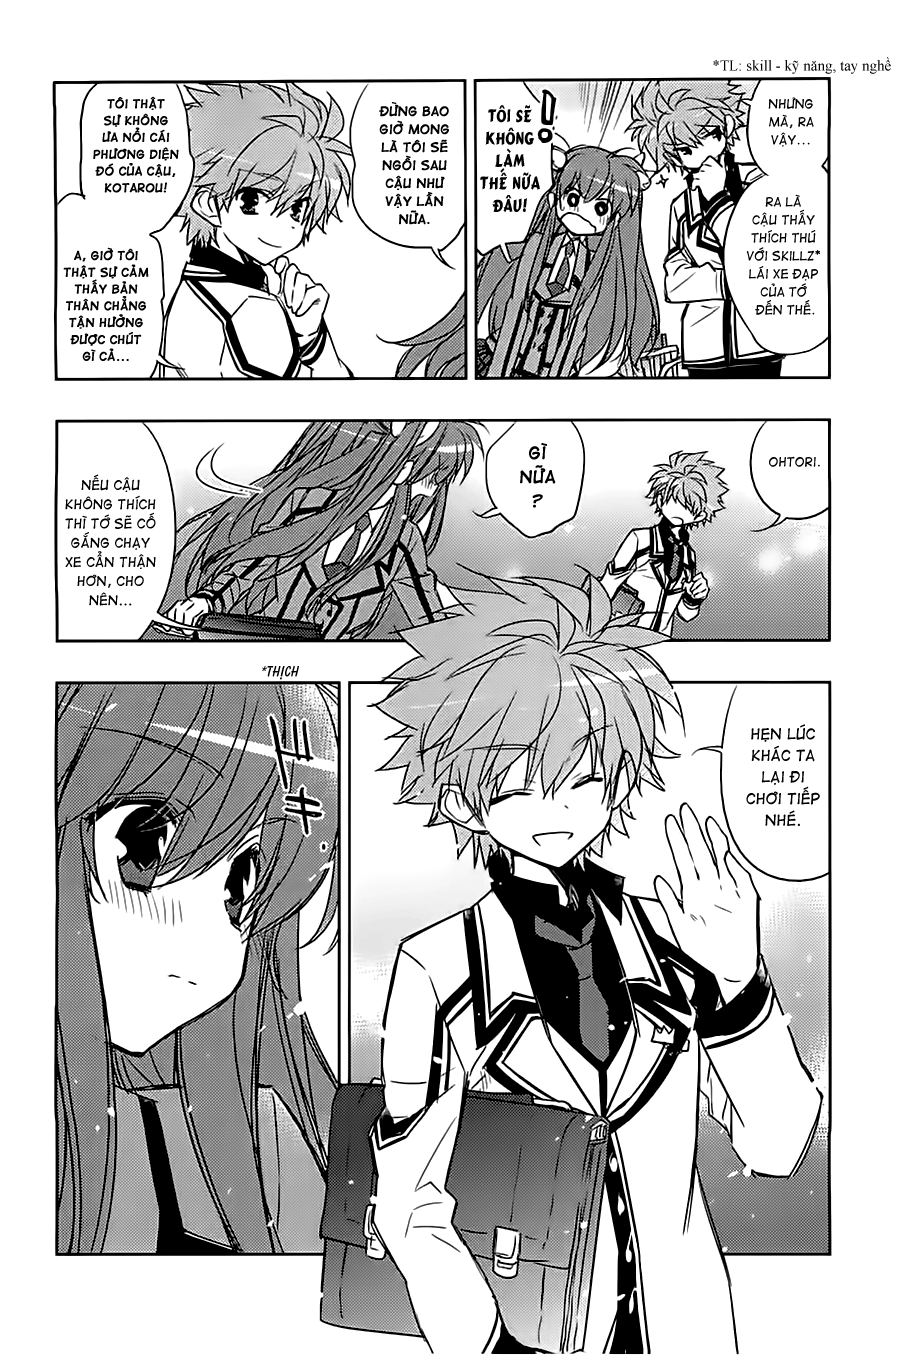 *TL: skill - kỹ năng, tay nghề
NHƯNG
MÀ, RA
VẬY...
RA LÀ
CẬU THẤY
THÍCH THÚ
VỚI SKILLZ*
LÁI XE ĐẠP
CỦA TỚ
ĐẾN THẾ.
!
TÔI SẼ
KHÔNG
LÀM
THẾ NỮA
ĐÂU!
ĐỪNG BAO
GIỜ MONG
LÀ TÔI SẼ
NGỒI SAU
CẬU NHƯ
VẬY LẦN
NỮA.
TÔI THẬT
SỰ KHÔNG
ƯA NỔI CÁI
PHƯƠNG DIỆN
ĐÓ CỦA CẬU,
KOTAROU!
A, GIỜ TÔI
THẬT SỰ CẢM
THẤY BẢN
THÂN CHẲNG
TẬN HƯỞNG
ĐƯỢC CHÚT
GÌ CẢ...
OHTORI.
GÌ
NỮA
?
NẾU CẬU
KHÔNG THÍCH
THÌ TỚ SẼ CỐ
GẮNG CHẠY
XE CẨN THẬN
HƠN, CHO
NÊN...
HẸN LÚC
KHÁC TA
LẠI ĐI
CHƠI TIẾP
NHÉ.
*THỊCH
ドキ